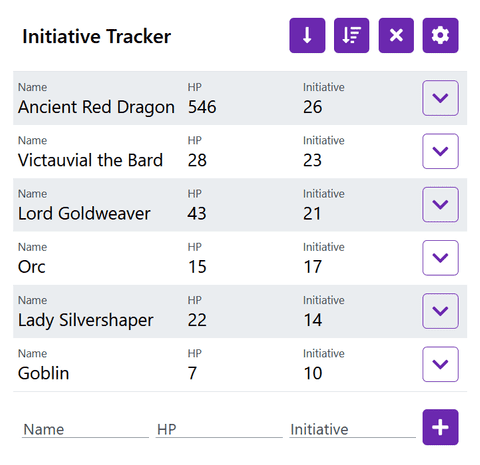 Initiative Tracker
Name HP Initiative
Ancient Red Dragon 546 26
Name HP Initiative
Victauvial the Bard 28 23
Name HP Initiative
Lord Goldweaver 43 21
Name HP Initiative
Orc 15 17
Name HP Initiative
Lady Silvershaper 22 14
Name HP Initiative
Goblin 7 10
Name HP Initiative